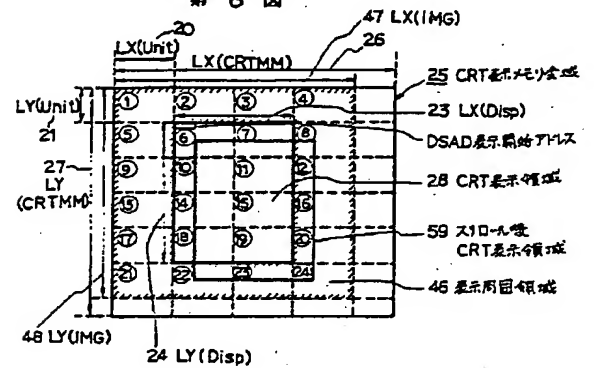 第 6 図
47 LX(IMG)
20
LX(Unit)
26
LX(CRTMM)
25 CRT表示メモリ全域
LY(Unit)
21
23 LX(Disp)
DSAD表示開始アドレス
27
LY
(CRTMM)
28 CRT表示領域
59 スクロール後
CRT表示領域
46 表示周囲領域
48 LY(IMG)
24 LY(Disp)
① ② ③ ④
⑤ ⑥ ⑦ ⑧
⑨ ⑩ ⑪ ⑫
⑬ ⑭ ⑮ ⑯
⑰ ⑱ ⑲ ⑳
㉑ ㉒ ㉓ ㉔